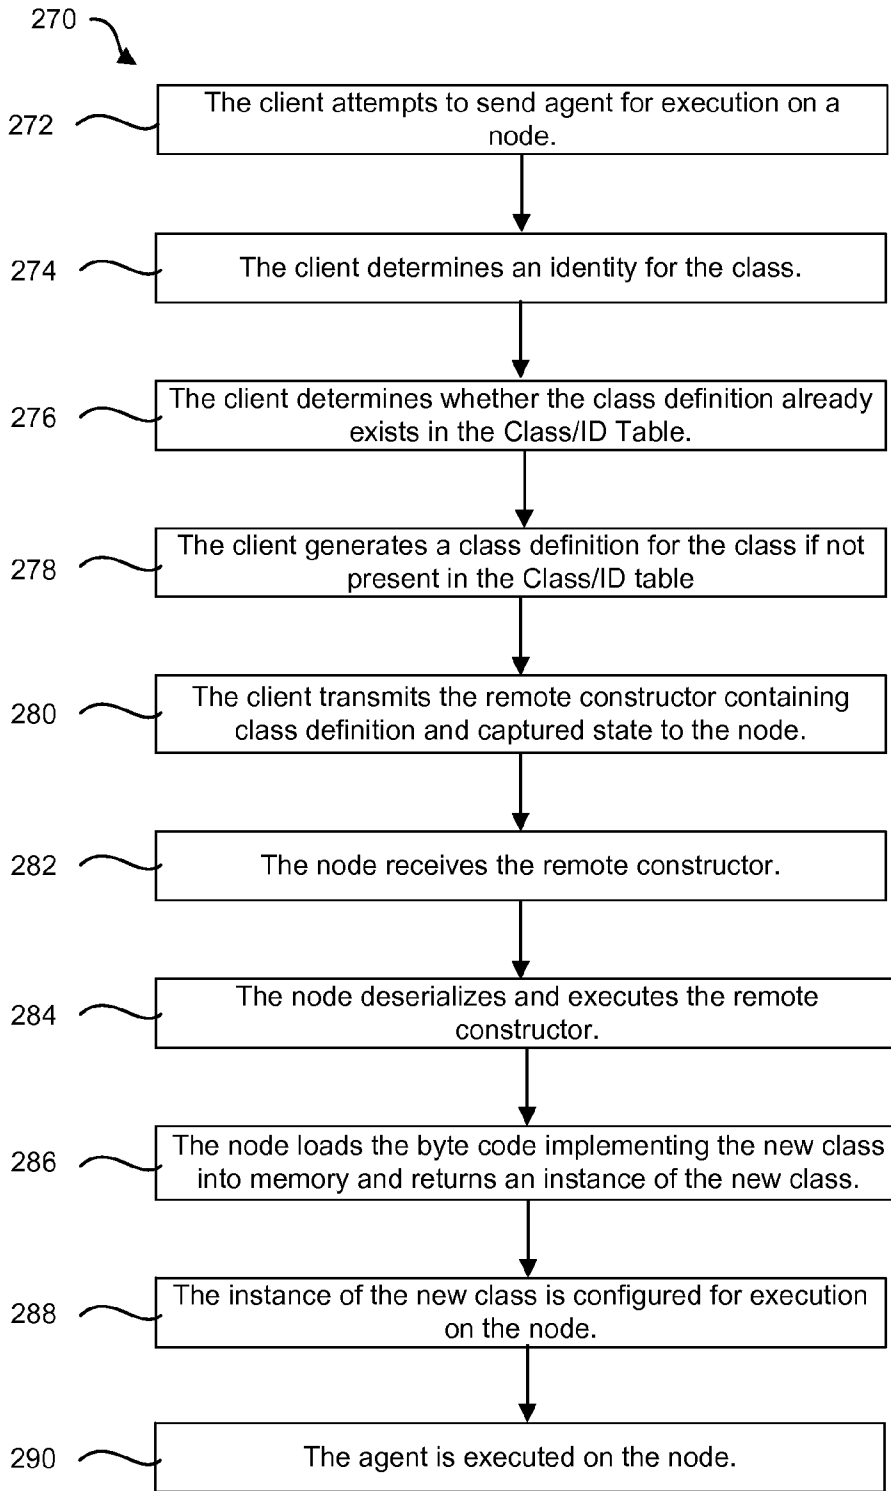 270
272
The client attempts to send agent for execution on a
node.
274
The client determines an identity for the class.
276
The client determines whether the class definition already
exists in the Class/ID Table.
278
The client generates a class definition for the class if not
present in the Class/ID table
280
The client transmits the remote constructor containing
class definition and captured state to the node.
282
The node receives the remote constructor.
284
The node deserializes and executes the remote
constructor.
286
The node loads the byte code implementing the new class
into memory and returns an instance of the new class.
288
The instance of the new class is configured for execution
on the node.
290
The agent is executed on the node.